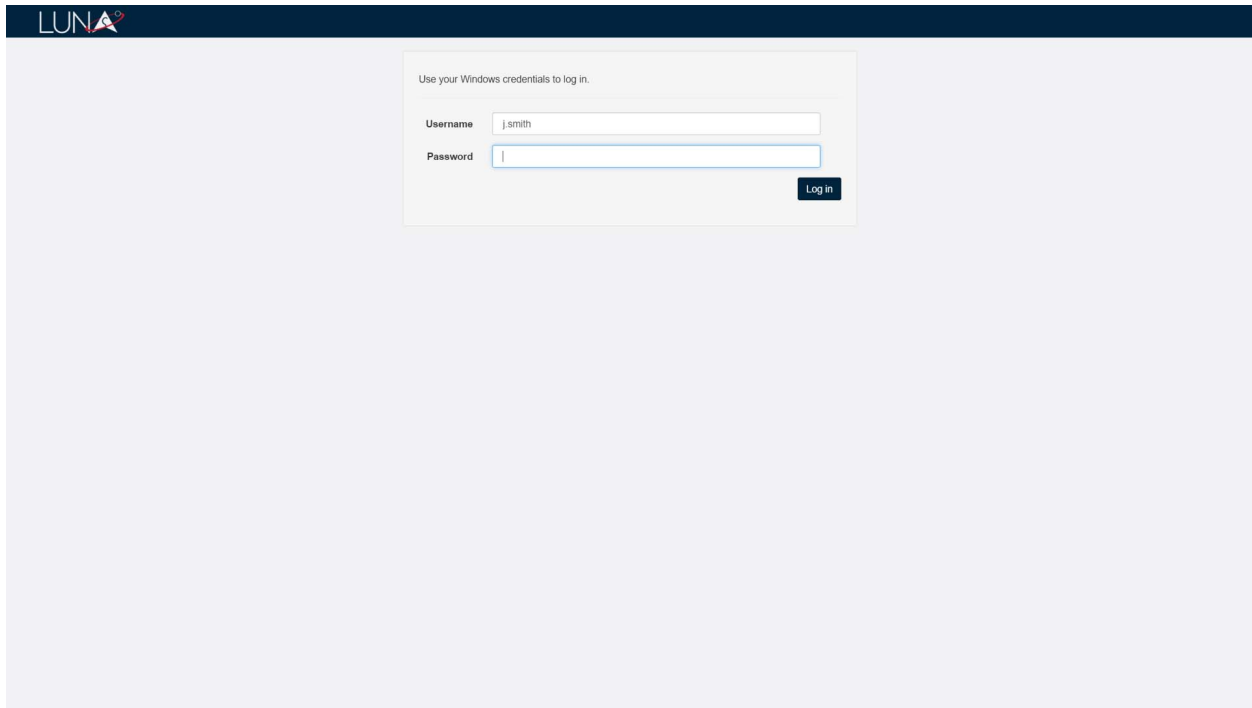 LUNA
Use your Windows credentials to log in.
Username j.smith
Password
Log in